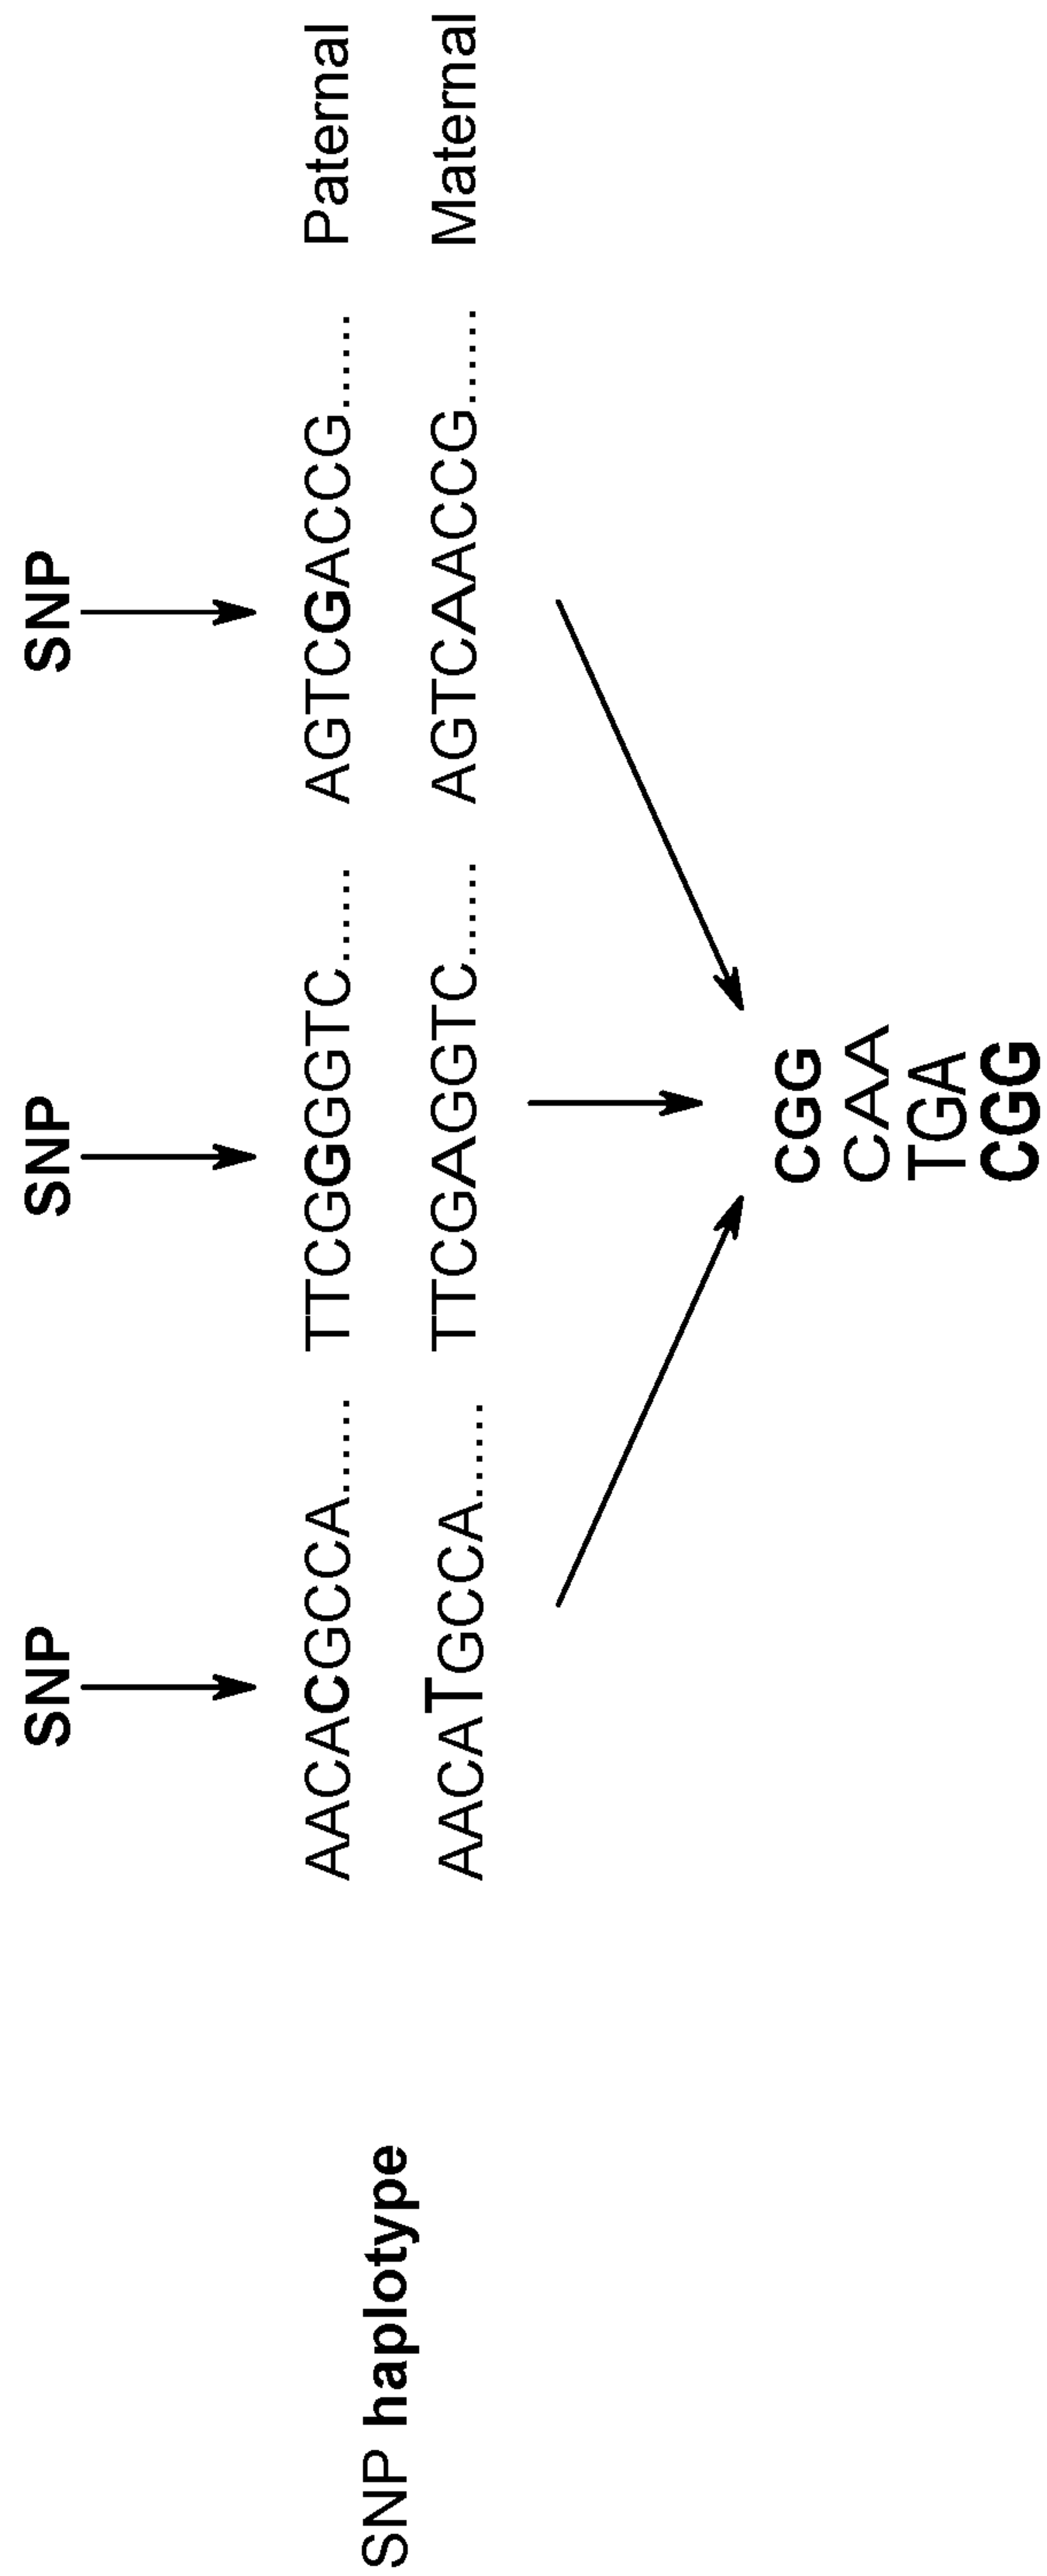 SNP SNP SNP
AACACGCCA...... TTCGGGGTC...... AGTCGACCG...... Paternal
SNP haplotype
AACATGCCA...... TTCGAGGTC...... AGTCAACCG...... Maternal
CGG
CAA
TGA
CGG